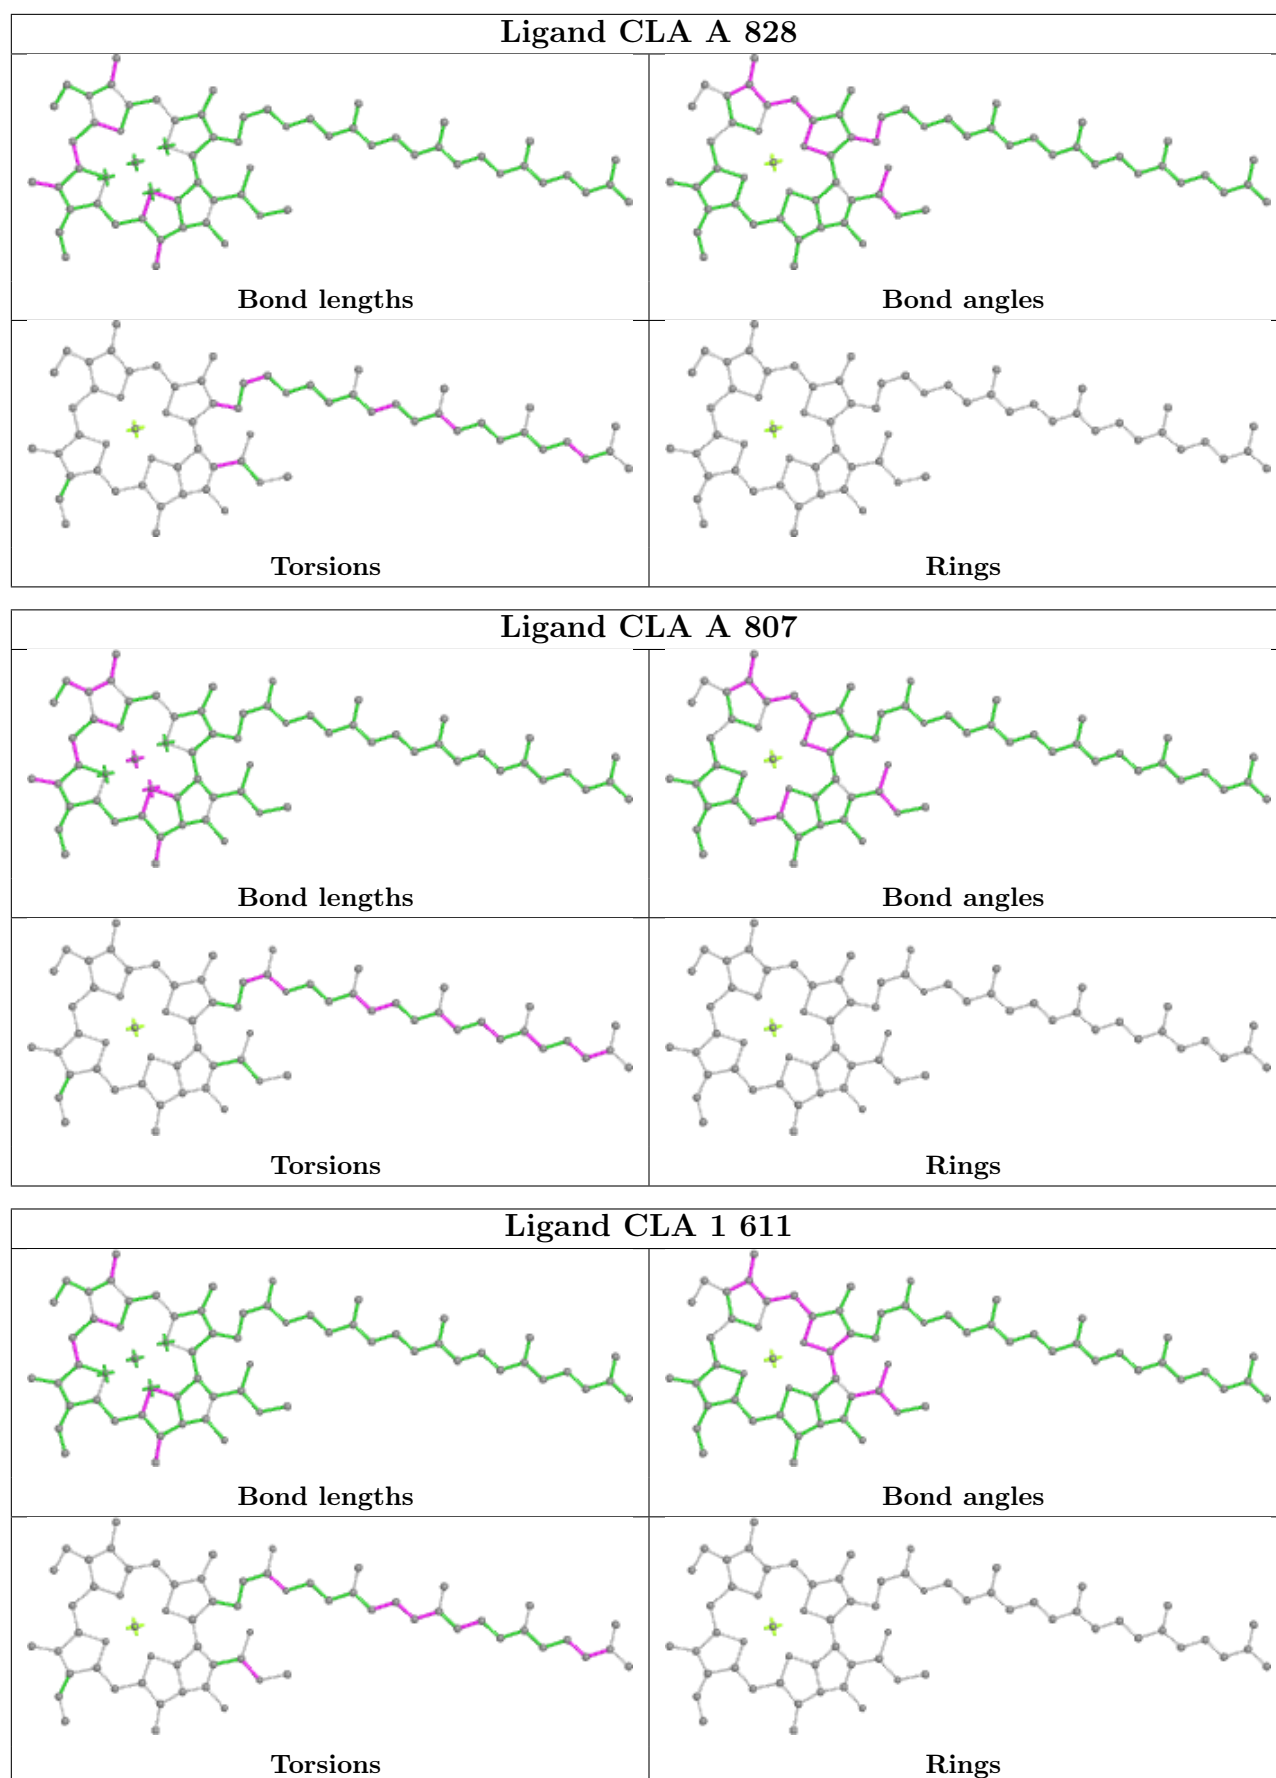 Ligand CLA A 828
Bond lengths
Bond angles
Torsions
Rings
Ligand CLA A 807
Bond lengths
Bond angles
Torsions
Rings
Ligand CLA 1 611
Bond lengths
Bond angles
Torsions
Rings